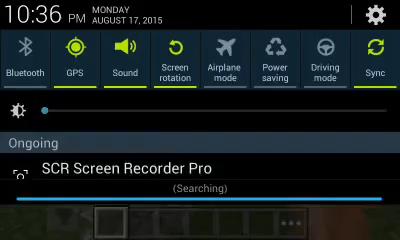 10:36 PM
MONDAY
AUGUST 17, 2015
Bluetooth
GPS
Sound
Screen rotation
Airplane mode
Power saving
Driving mode
Sync
Ongoing
SCR Screen Recorder Pro
(Searching)